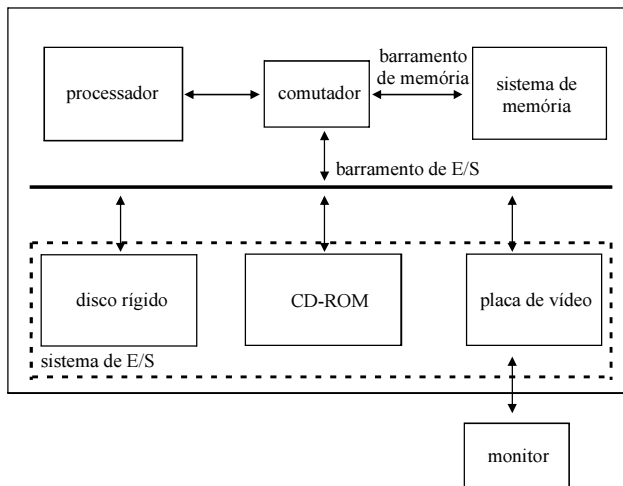 processador
comutador
barramento
de memória
sistema de
memória
barramento de E/S
disco rígido
CD-ROM
placa de vídeo
sistema de E/S
monitor